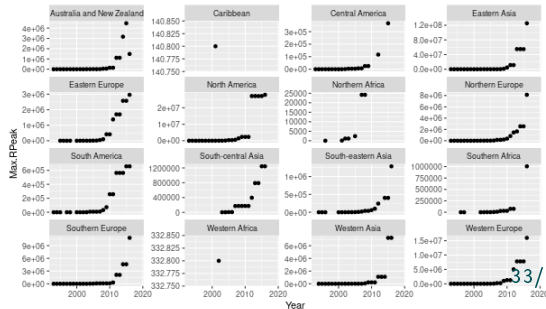 Australia and New Zealand Caribbean Central America Eastern Asia
4e+06 3e+06 2e+06 1e+06 0e+00
140.850 140.825 140.800 140.775 140.750
3e+05 2e+05 1e+05 0e+00
1.2e+08 8.0e+07 4.0e+07 0.0e+00
Eastern Europe North America Northern Africa Northern Europe
3e+06 2e+06 1e+06 0e+00
2e+07 1e+07 0e+00
25000 20000 15000 10000 5000 0
8e+06 6e+06 4e+06 2e+06 0e+00
South America South-central Asia South-eastern Asia Southern Africa
6e+05 4e+05 2e+05 0e+00
1200000 800000 400000 0
1e+06 5e+05 0e+00
1000000 750000 500000 250000 0
Southern Europe Western Africa Western Asia Western Europe
9e+06 6e+06 3e+06 0e+00
332.850 332.825 332.800 332.775 332.750
6e+06 4e+06 2e+06 0e+00
1.5e+07 1.0e+07 5.0e+06 0.0e+00
2000 2010 2020 2000 2010 2020 2000 2010 2020 2000 2010 2020
Max.RPeak
Year
33/